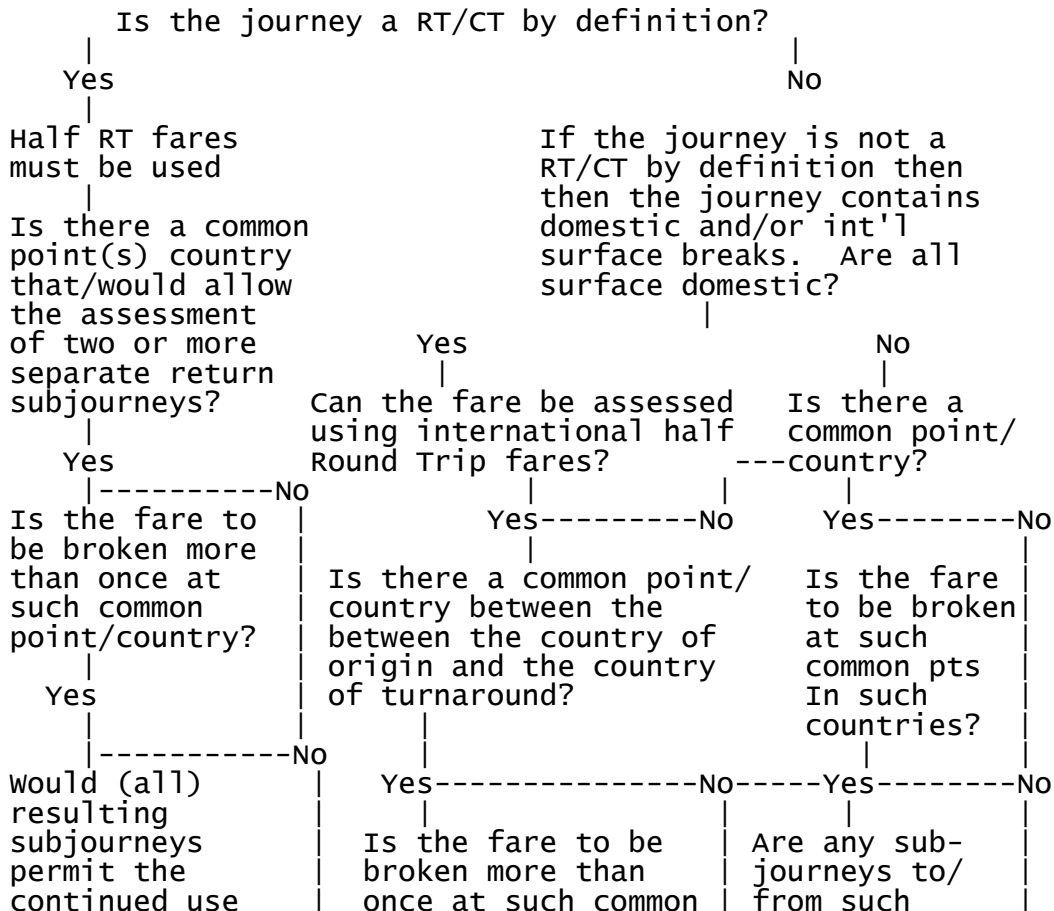 Is the journey a RT/CT by definition?
| |
Yes No
|
Half RT fares If the journey is not a
must be used RT/CT by definition then
| then the journey contains
Is there a common domestic and/or int'l
point(s) country surface breaks. Are all
that/would allow surface domestic?
the assessment |
of two or more Yes No
separate return | |
subjourneys? Can the fare be assessed Is there a
| using international half common point/
Yes Round Trip fares? ---country?
|----------No | | |
Is the fare to | Yes---------No Yes--------No
be broken more | | |
than once at | Is there a common point/ Is the fare |
such common | country between the to be broken|
point/country? | between the country of at such |
| | origin and the country common pts |
Yes | of turnaround? In such |
| | | countries? |
|-----------No | | |
Would (all) | Yes---------------No-----Yes--------No
resulting | | | | |
subjourneys | Is the fare to be | Are any sub- |
permit the | broken more than | journeys to/ |
continued use | once at such common | from such |